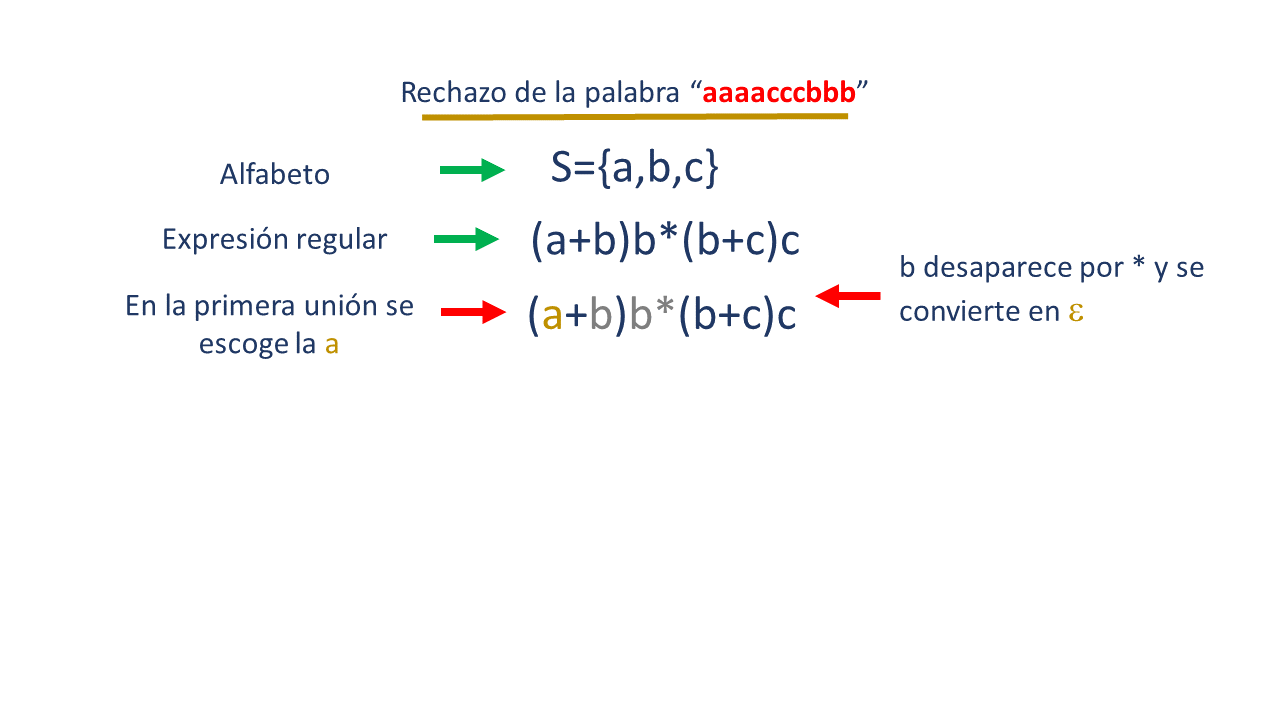 Rechazo de la palabra “aaaacccbbb”
Alfabeto
S={a,b,c}
Expresión regular
(a+b)b*(b+c)c
En la primera unión se
escoge la a
(a+b)b*(b+c)c
b desaparece por * y se
convierte en ε